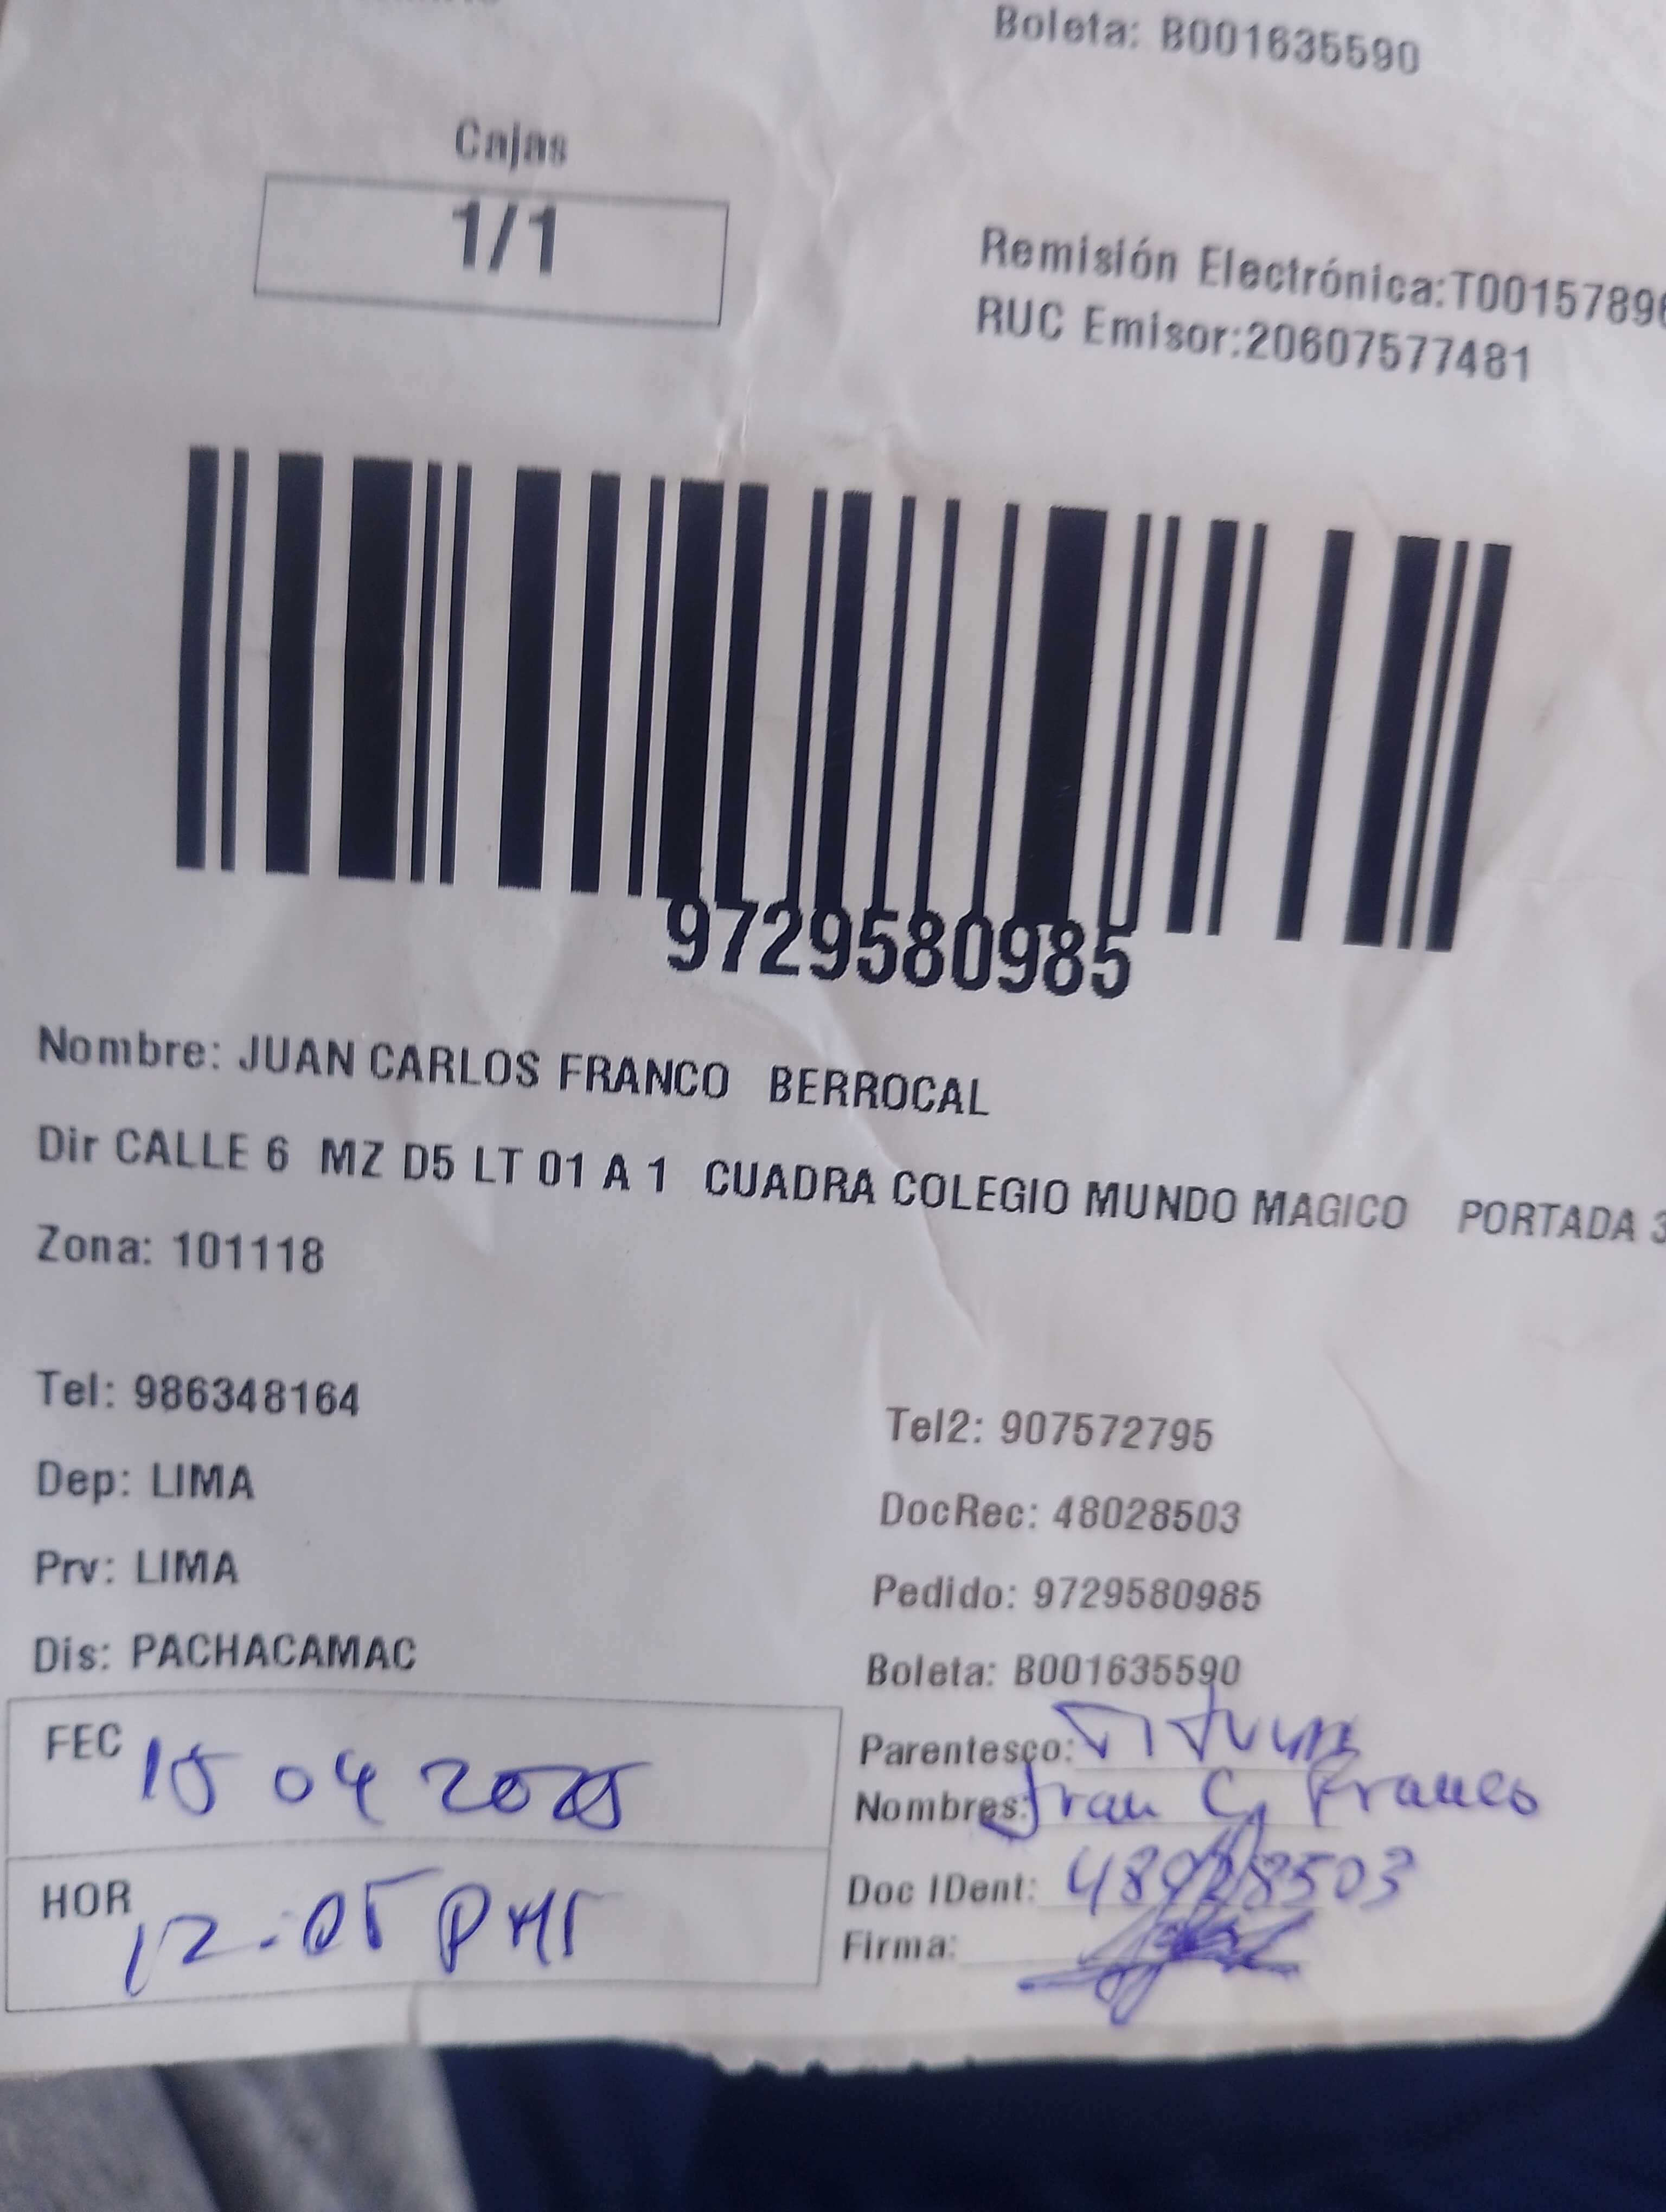 Boleta: B001635590
Cajas
1/1
Remisión Electrónica:T00157896
RUC Emisor:20607577481
9729580985
Nombre: JUAN CARLOS FRANCO BERROCAL
Dir CALLE 6 MZ D5 LT 01 A 1 CUADRA COLEGIO MUNDO MAGICO PORTADA 3
Zona: 101118
Tel: 986348164
Tel2: 907572795
Dep: LIMA
DocRec: 48028503
Prv: LIMA
Pedido: 9729580985
Dis: PACHACAMAC
Boleta: B001635590
FEC 15 04 2025
Parentesco: Titular
Nombres: Juan C, Franco
HOR 12:05 PM
Doc IDent: 48028503
Firma: